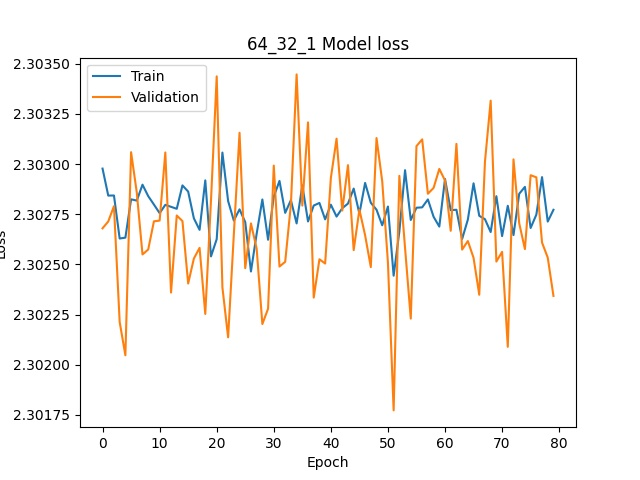 64_32_1 Model loss
2.30350
2.30325
2.30300
2.30275
2.30250
2.30225
2.30200
2.30175
Loss
Train
Validation
0 10 20 30 40 50 60 70 80
Epoch